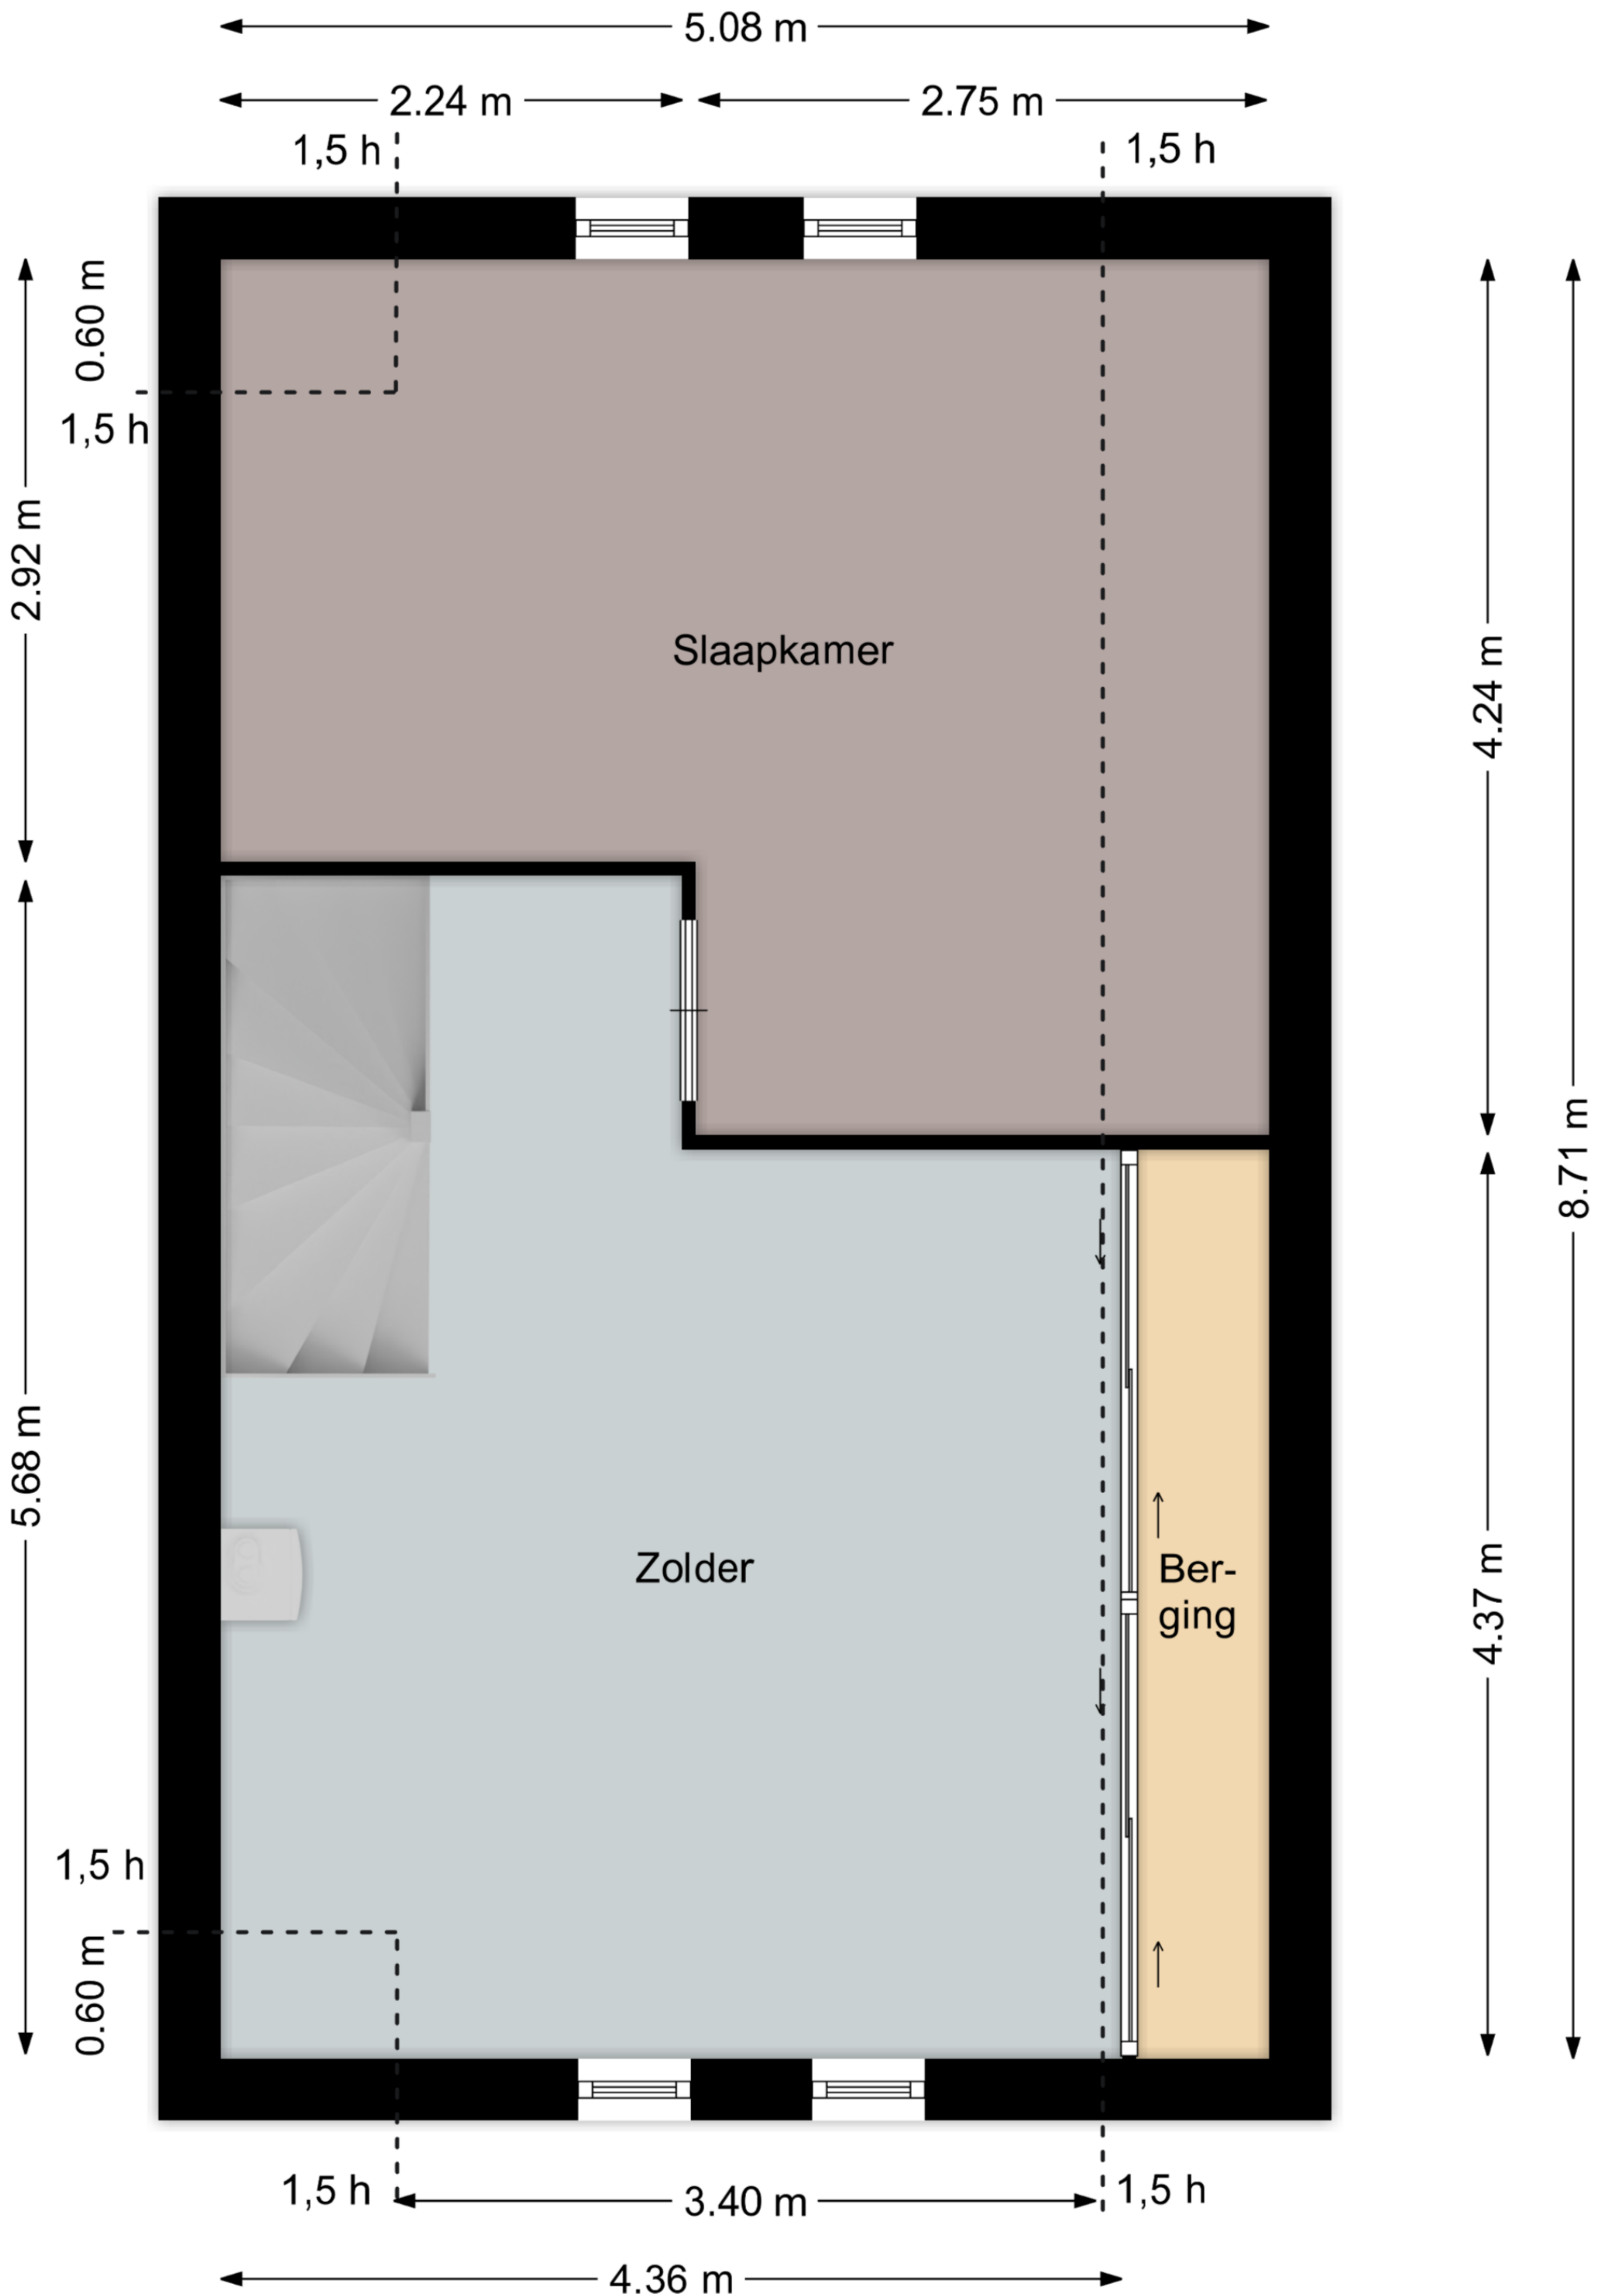 5.08 m
2.24 m
2.75 m
1,5 h
1,5 h
0.60 m
1,5 h
2.92 m
Slaapkamer
4.24 m
8.71 m
5.68 m
Zolder
Ber-
ging
4.37 m
1,5 h
0.60 m
1,5 h
3.40 m
1,5 h
4.36 m